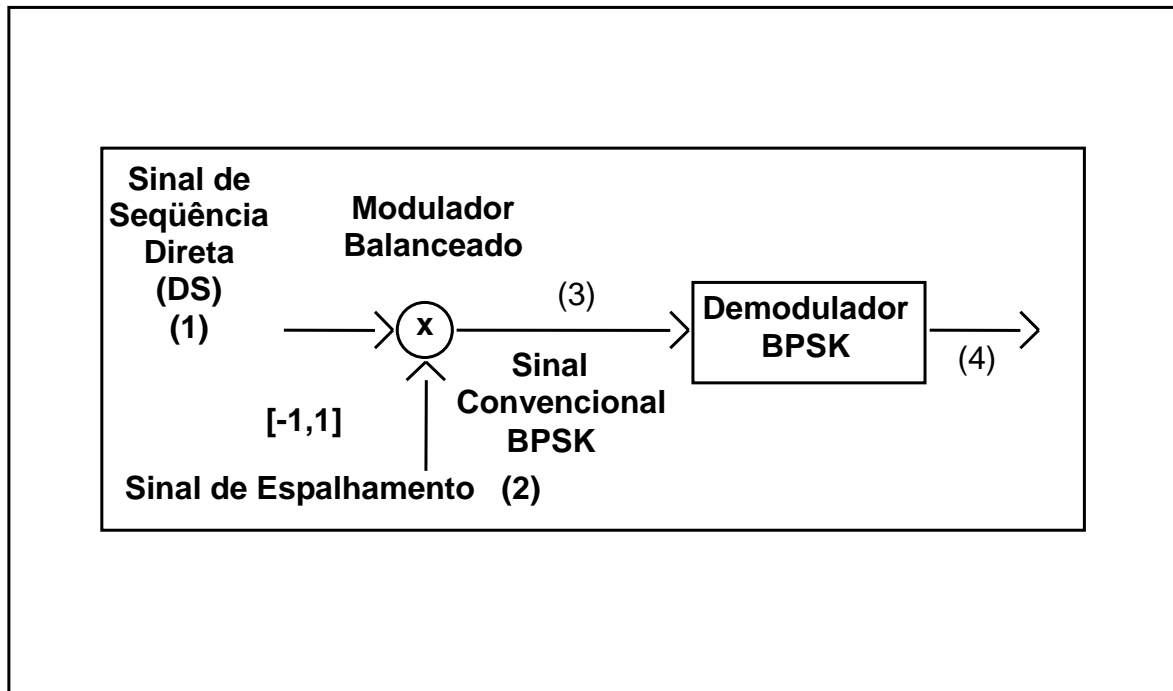 Sinal de
Seqüência
Direta
(DS)
(1)
Modulador
Balanceado
x
(3)
Sinal
Convencional
BPSK
Demodulador
BPSK
(4)
[-1,1]
Sinal de Espalhamento (2)